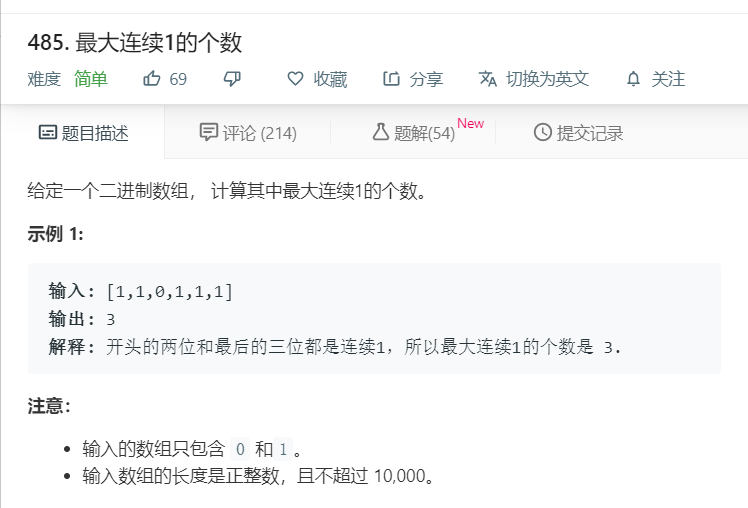 485. 最大连续1的个数
难度 简单 69 收藏 分享 切换为英文 关注
题目描述 评论 (214) 题解(54) New 提交记录
给定一个二进制数组， 计算其中最大连续1的个数。
示例 1:
输入: [1,1,0,1,1,1]
输出: 3
解释: 开头的两位和最后的三位都是连续1，所以最大连续1的个数是 3.
注意：
输入的数组只包含 0 和1。
输入数组的长度是正整数，且不超过 10,000。